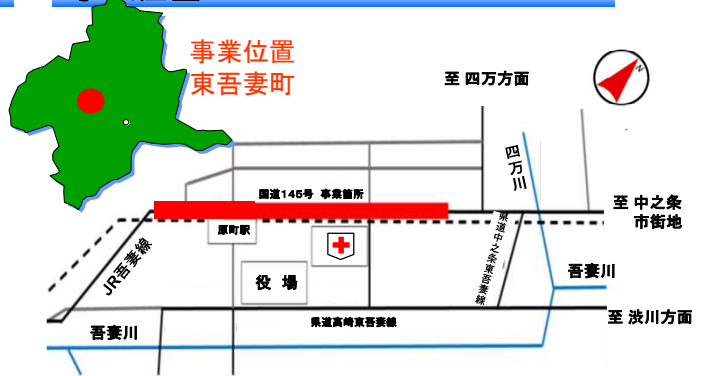 事業位置
東吾妻町
至 四万方面
N
四万川
国道145号 事業箇所
至 中之条
市街地
原町駅
県道中之条東吾妻線
JR吾妻線
役 場
吾妻川
県道高崎東吾妻線
至 渋川方面
吾妻川